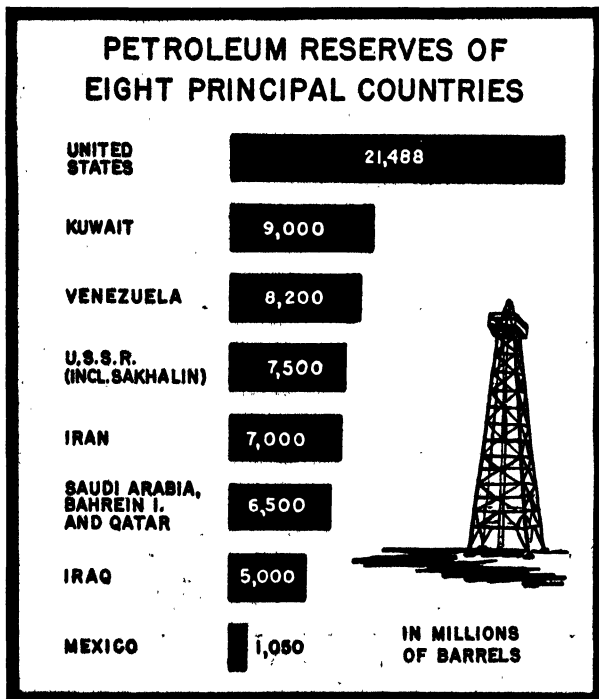 PETROLEUM RESERVES OF
EIGHT PRINCIPAL COUNTRIES
UNITED
STATES
21,488
KUWAIT
9,000
VENEZUELA
8,200
U.S.S.R.
(INCL.SAKHALIN)
7,500
IRAN
7,000
SAUDI ARABIA,
BAHREIN I.
AND QATAR
6,500
IRAQ
5,000
MEXICO
1,050
IN MILLIONS
OF BARRELS